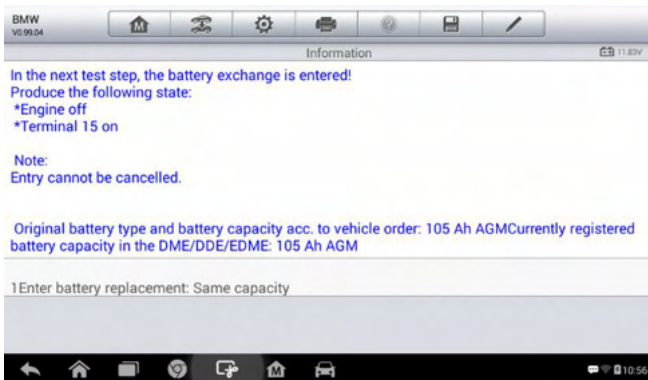 BMW
V0.99.04
Information
11.83V
In the next test step, the battery exchange is entered!
Produce the following state:
*Engine off
*Terminal 15 on
Note:
Entry cannot be cancelled.
Original battery type and battery capacity acc. to vehicle order: 105 Ah AGMCurrently registered
battery capacity in the DME/DDE/EDME: 105 Ah AGM
1Enter battery replacement: Same capacity
10:56